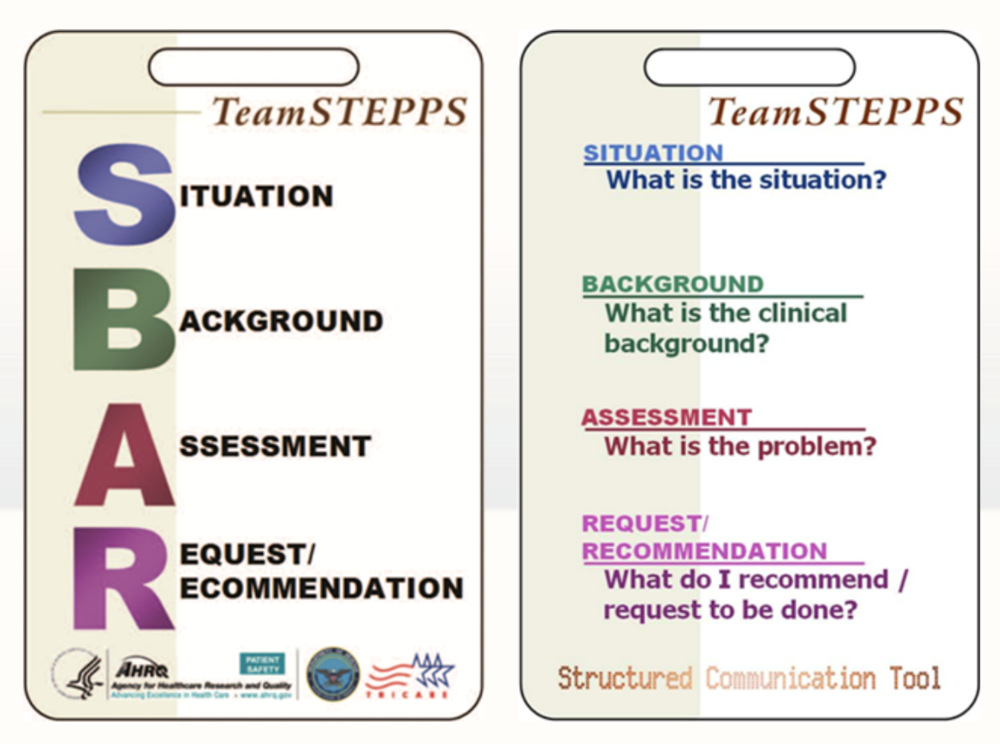 TeamSTEPPS
SITUATION
BACKGROUND
ASSESSMENT
REQUEST/
RECOMMENDATION
AHRQ
Agency for Healthcare Research and Quality
Advancing Excellence in Health Care • www.ahrq.gov
PATIENT
SAFETY
TRICARE
TeamSTEPPS
SITUATION
What is the situation?
BACKGROUND
What is the clinical
background?
ASSESSMENT
What is the problem?
REQUEST/
RECOMMENDATION
What do I recommend /
request to be done?
Structured Communication Tool